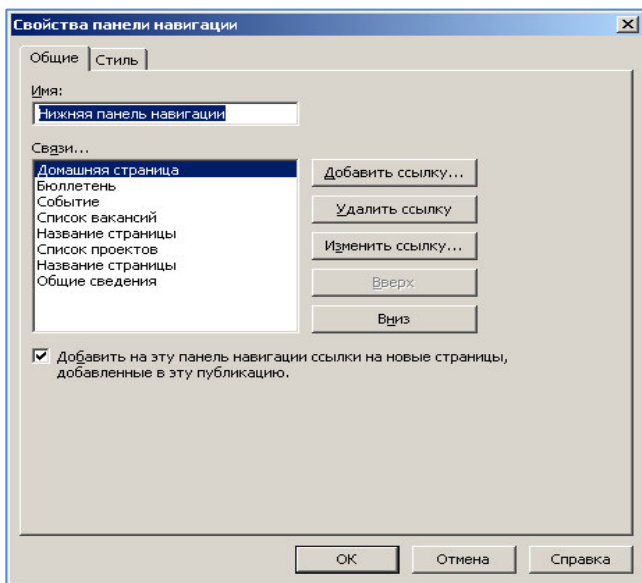 Свойства панели навигации
Общие
Стиль
Имя:
Нижняя панель навигации
Связи...
Домашняя страница
Бюллетень
Событие
Список вакансий
Название страницы
Список проектов
Название страницы
Общие сведения
Добавить ссылку...
Удалить ссылку
Изменить ссылку...
Вверх
Вниз
Добавить на эту панель навигации ссылки на новые страницы,
добавленные в эту публикацию.
ОК
Отмена
Справка